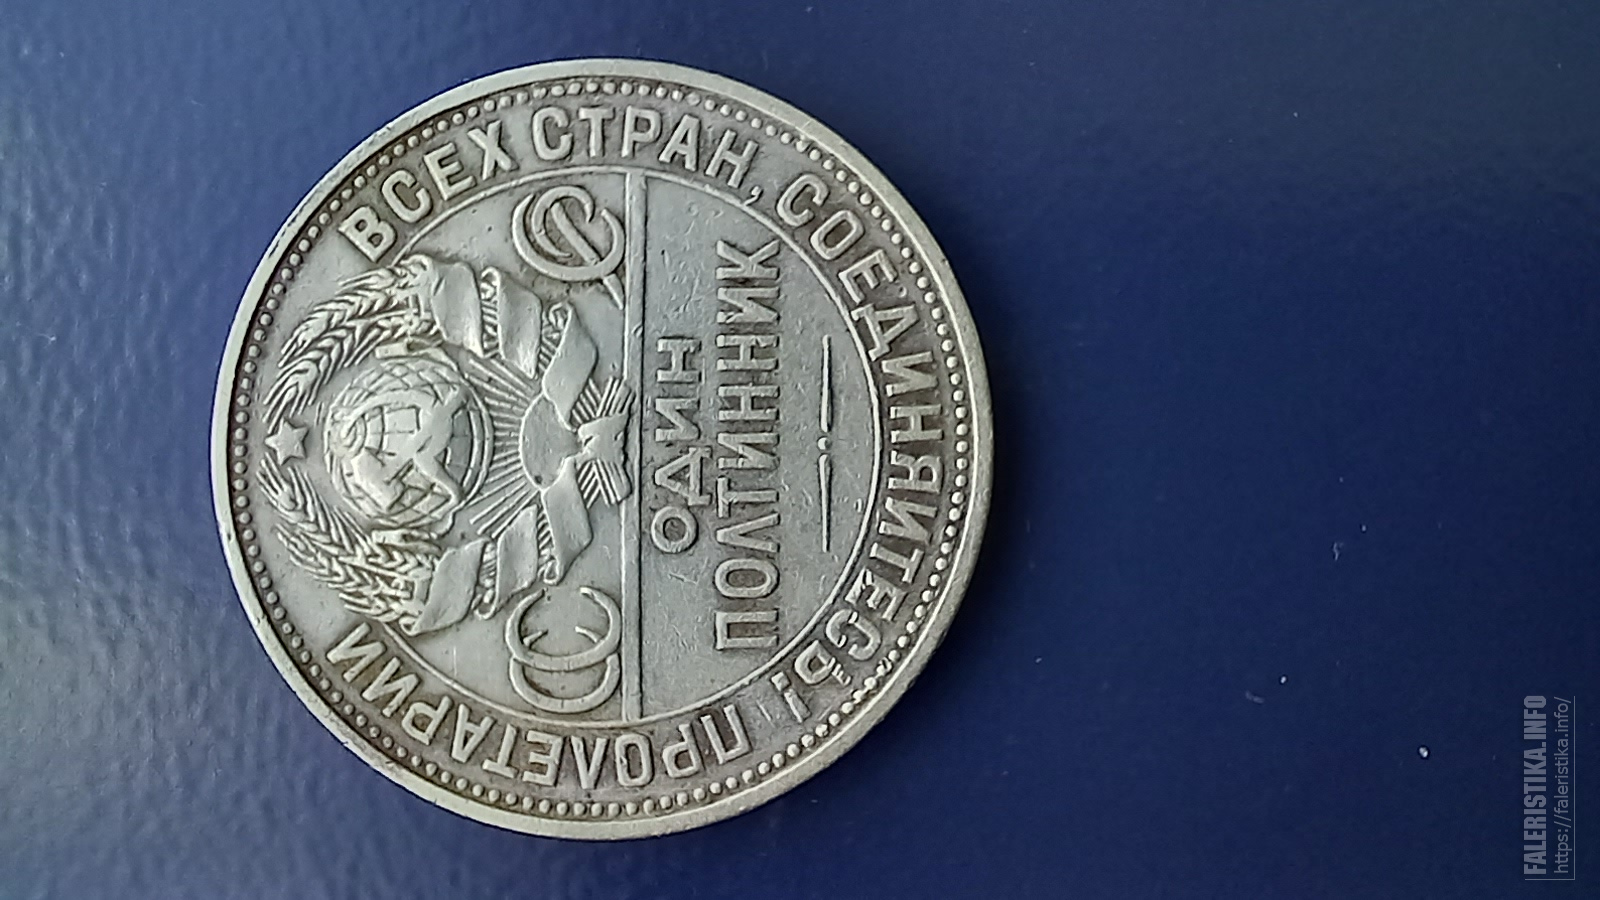 ПРОЛЕТАРИИ ВСЕХ СТРАН, СОЕДИНЯЙТЕСЬ!
СССР
ОДИН
ПОЛТИННИК
FALERISTIKA.INFO
https://faleristika.info/